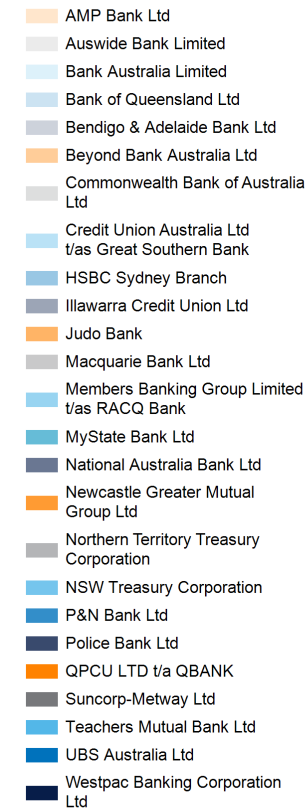 AMP Bank Ltd
Auswide Bank Limited
Bank Australia Limited
Bank of Queensland Ltd
Bendigo & Adelaide Bank Ltd
Beyond Bank Australia Ltd
Commonwealth Bank of Australia
Ltd
Credit Union Australia Ltd
t/as Great Southern Bank
HSBC Sydney Branch
Illawarra Credit Union Ltd
Judo Bank
Macquarie Bank Ltd
Members Banking Group Limited
t/as RACQ Bank
MyState Bank Ltd
National Australia Bank Ltd
Newcastle Greater Mutual
Group Ltd
Northern Territory Treasury
Corporation
NSW Treasury Corporation
P&N Bank Ltd
Police Bank Ltd
QPCU LTD t/a QBANK
Suncorp-Metway Ltd
Teachers Mutual Bank Ltd
UBS Australia Ltd
Westpac Banking Corporation
Ltd